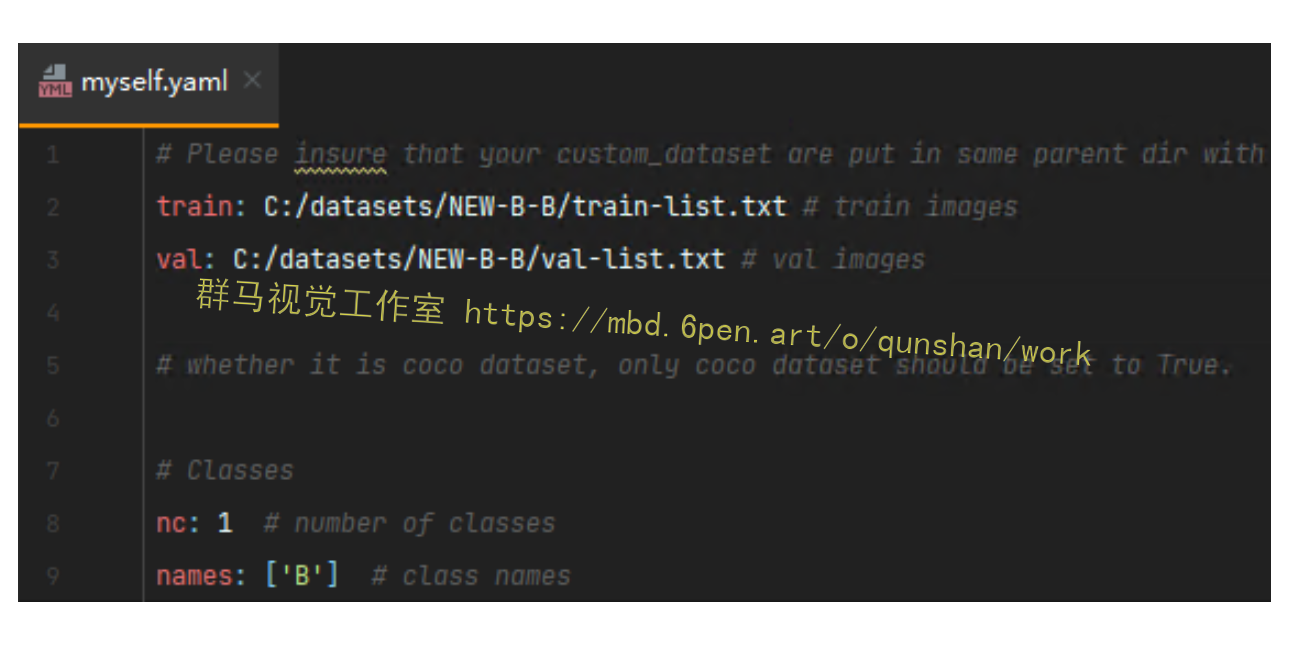 myself.yaml
1 # Please insure that your custom_dataset are put in same parent dir with
2 train: C:/datasets/NEW-B-B/train-list.txt # train images
3 val: C:/datasets/NEW-B-B/val-list.txt # val images
群马视觉工作室 https://mbd.6pen.art/o/qunshan/work
4
5 # whether it is coco dataset, only coco dataset should be set to True.
6
7 # Classes
8 nc: 1 # number of classes
9 names: ['B'] # class names